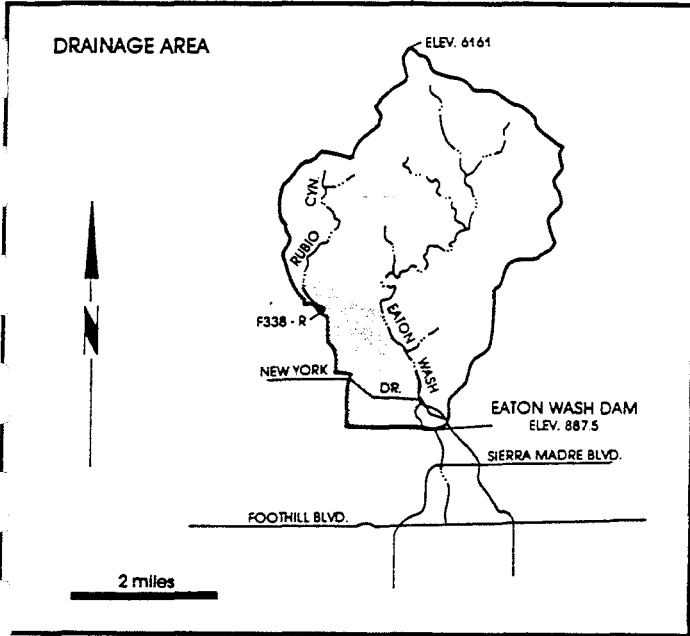 DRAINAGE AREA
ELEV. 6161
RUBIO CYN.
F338 - R
EATON WASH
NEW YORK DR.
EATON WASH DAM
ELEV. 887.5
SIERRA MADRE BLVD.
FOOTHILL BLVD.
2 miles
N